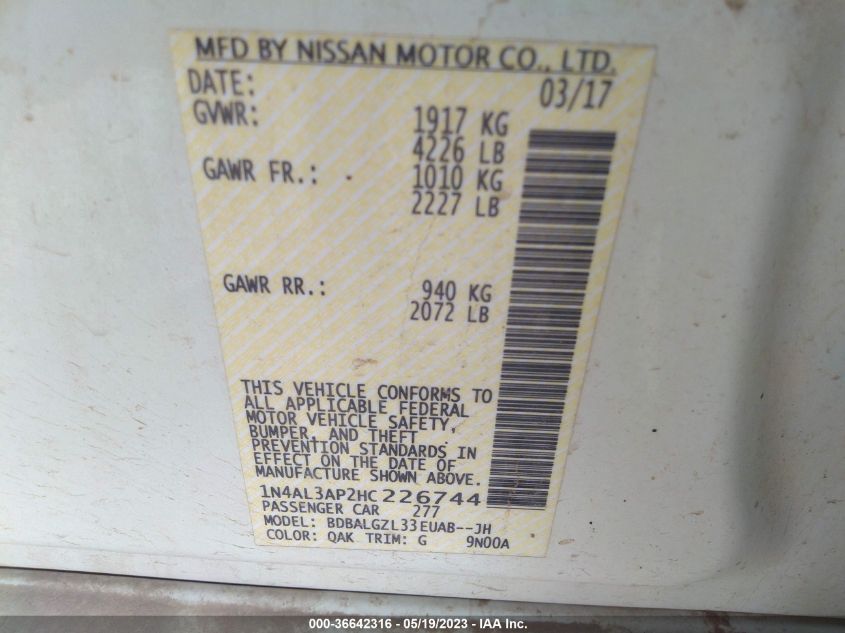 MFD BY NISSAN MOTOR CO., LTD.
DATE: 03/17
GVWR: 1917 KG
4226 LB
GAWR FR.: 1010 KG
2227 LB
GAWR RR.: 940 KG
2072 LB
THIS VEHICLE CONFORMS TO
ALL APPLICABLE FEDERAL
MOTOR VEHICLE SAFETY,
BUMPER, AND THEFT
PREVENTION STANDARDS IN
EFFECT ON THE DATE OF
MANUFACTURE SHOWN ABOVE.
1N4AL3AP2HC226744
PASSENGER CAR 277
MODEL: BDBALGZL33EUAB--JH
COLOR: QAK TRIM: G 9N00A
000-36642316 - 05/19/2023 - IAA Inc.